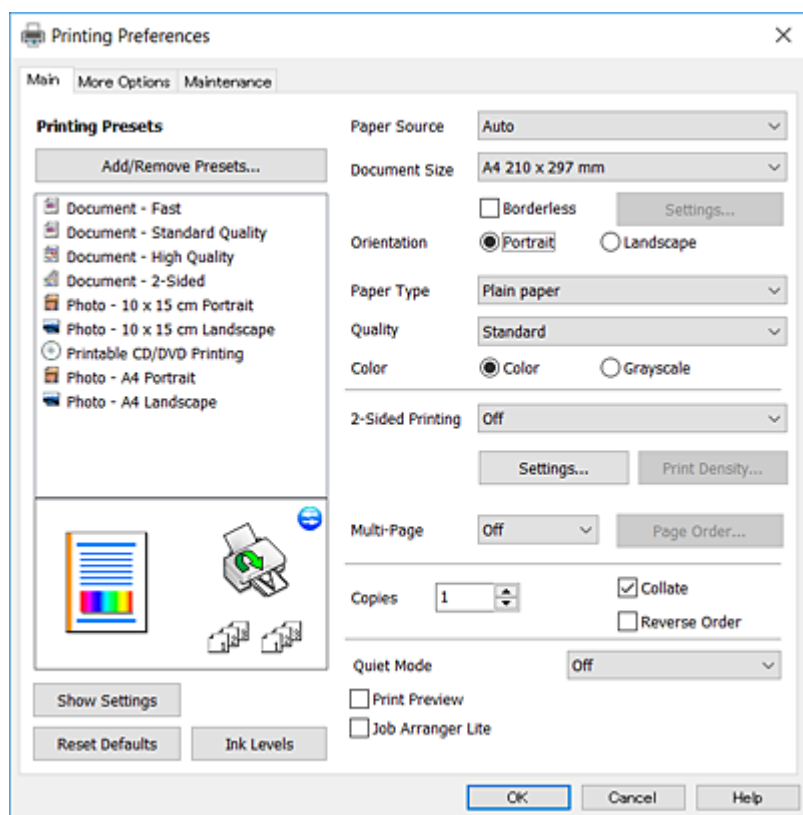 Printing Preferences
Main More Options Maintenance
Printing Presets
Add/Remove Presets...
Document - Fast
Document - Standard Quality
Document - High Quality
Document - 2-Sided
Photo - 10 x 15 cm Portrait
Photo - 10 x 15 cm Landscape
Printable CD/DVD Printing
Photo - A4 Portrait
Photo - A4 Landscape
Show Settings
Reset Defaults Ink Levels
Paper Source Auto
Document Size A4 210 x 297 mm
Borderless Settings...
Orientation Portrait Landscape
Paper Type Plain paper
Quality Standard
Color Color Grayscale
2-Sided Printing Off
Settings... Print Density...
Multi-Page Off Page Order...
Copies 1 Collate
Reverse Order
Quiet Mode Off
Print Preview
Job Arranger Lite
OK Cancel Help